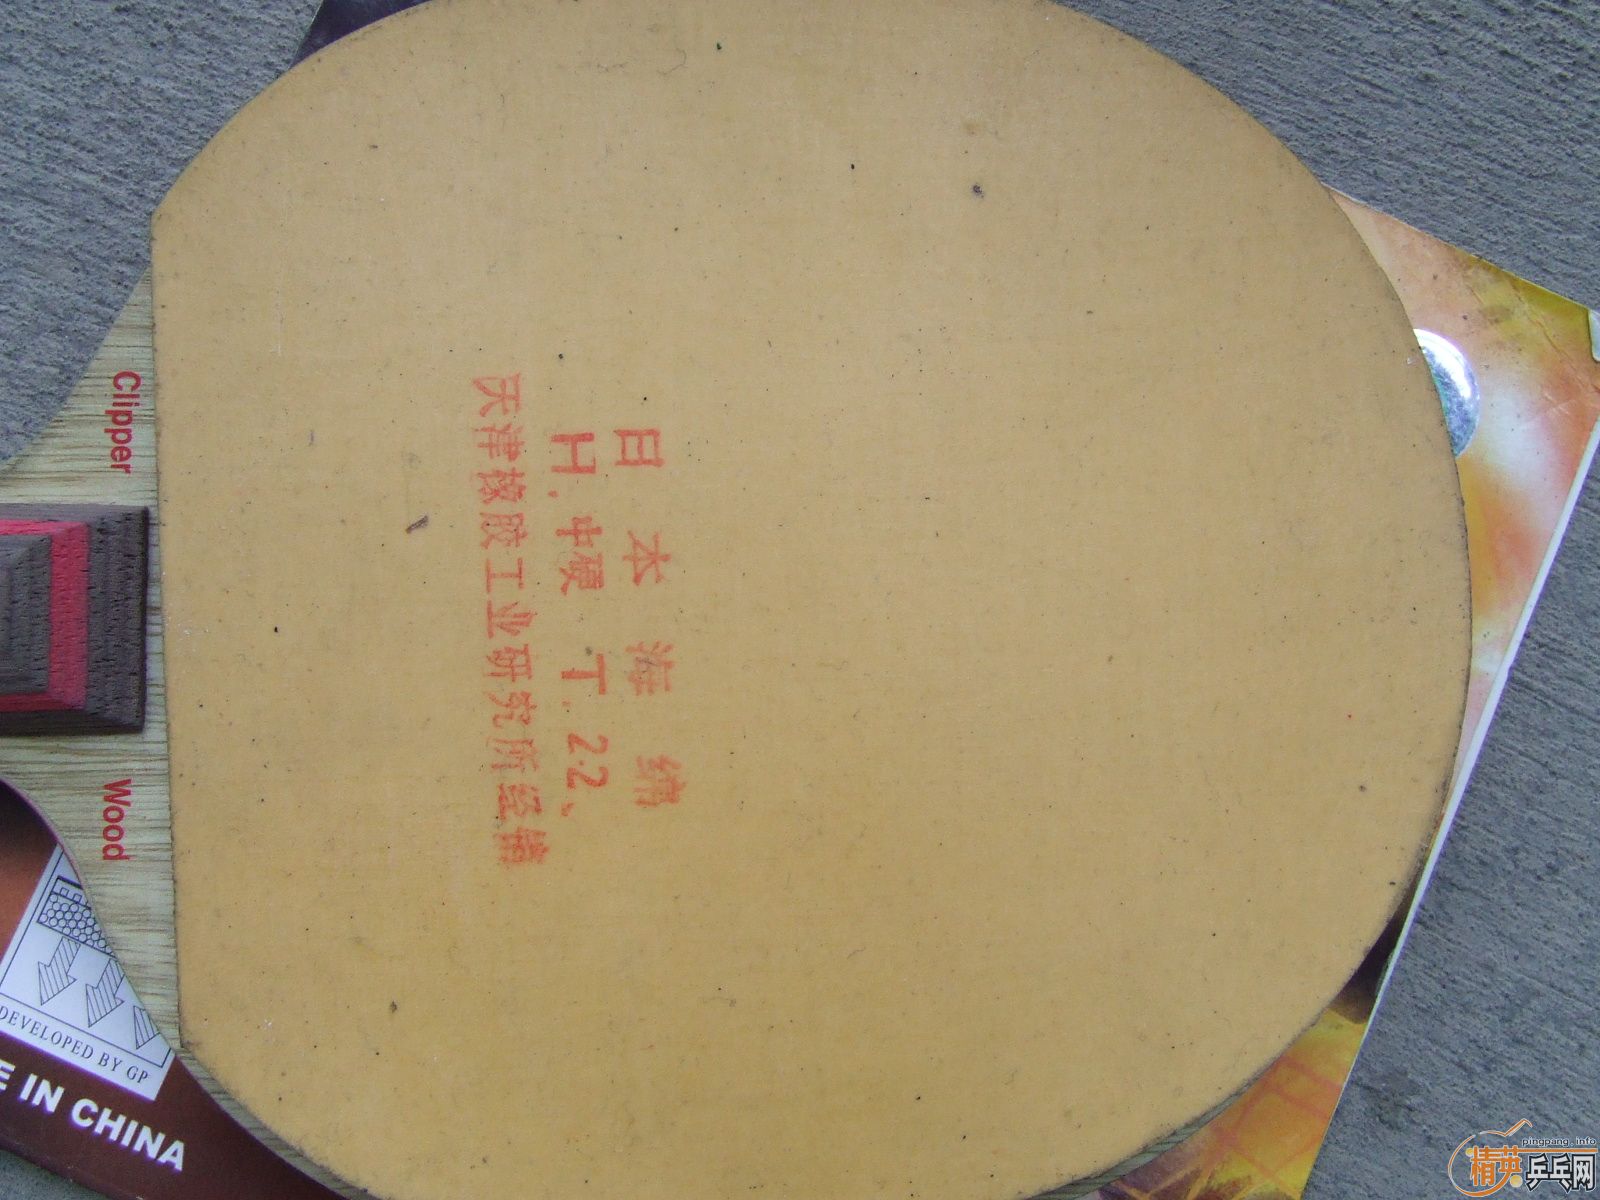 日本海绵
H.中硬 T.2.2、
天津橡胶工业研究所经销
Clipper
Wood
DEVELOPED BY GP
E IN CHINA
pingpang.info
精英乒乓网